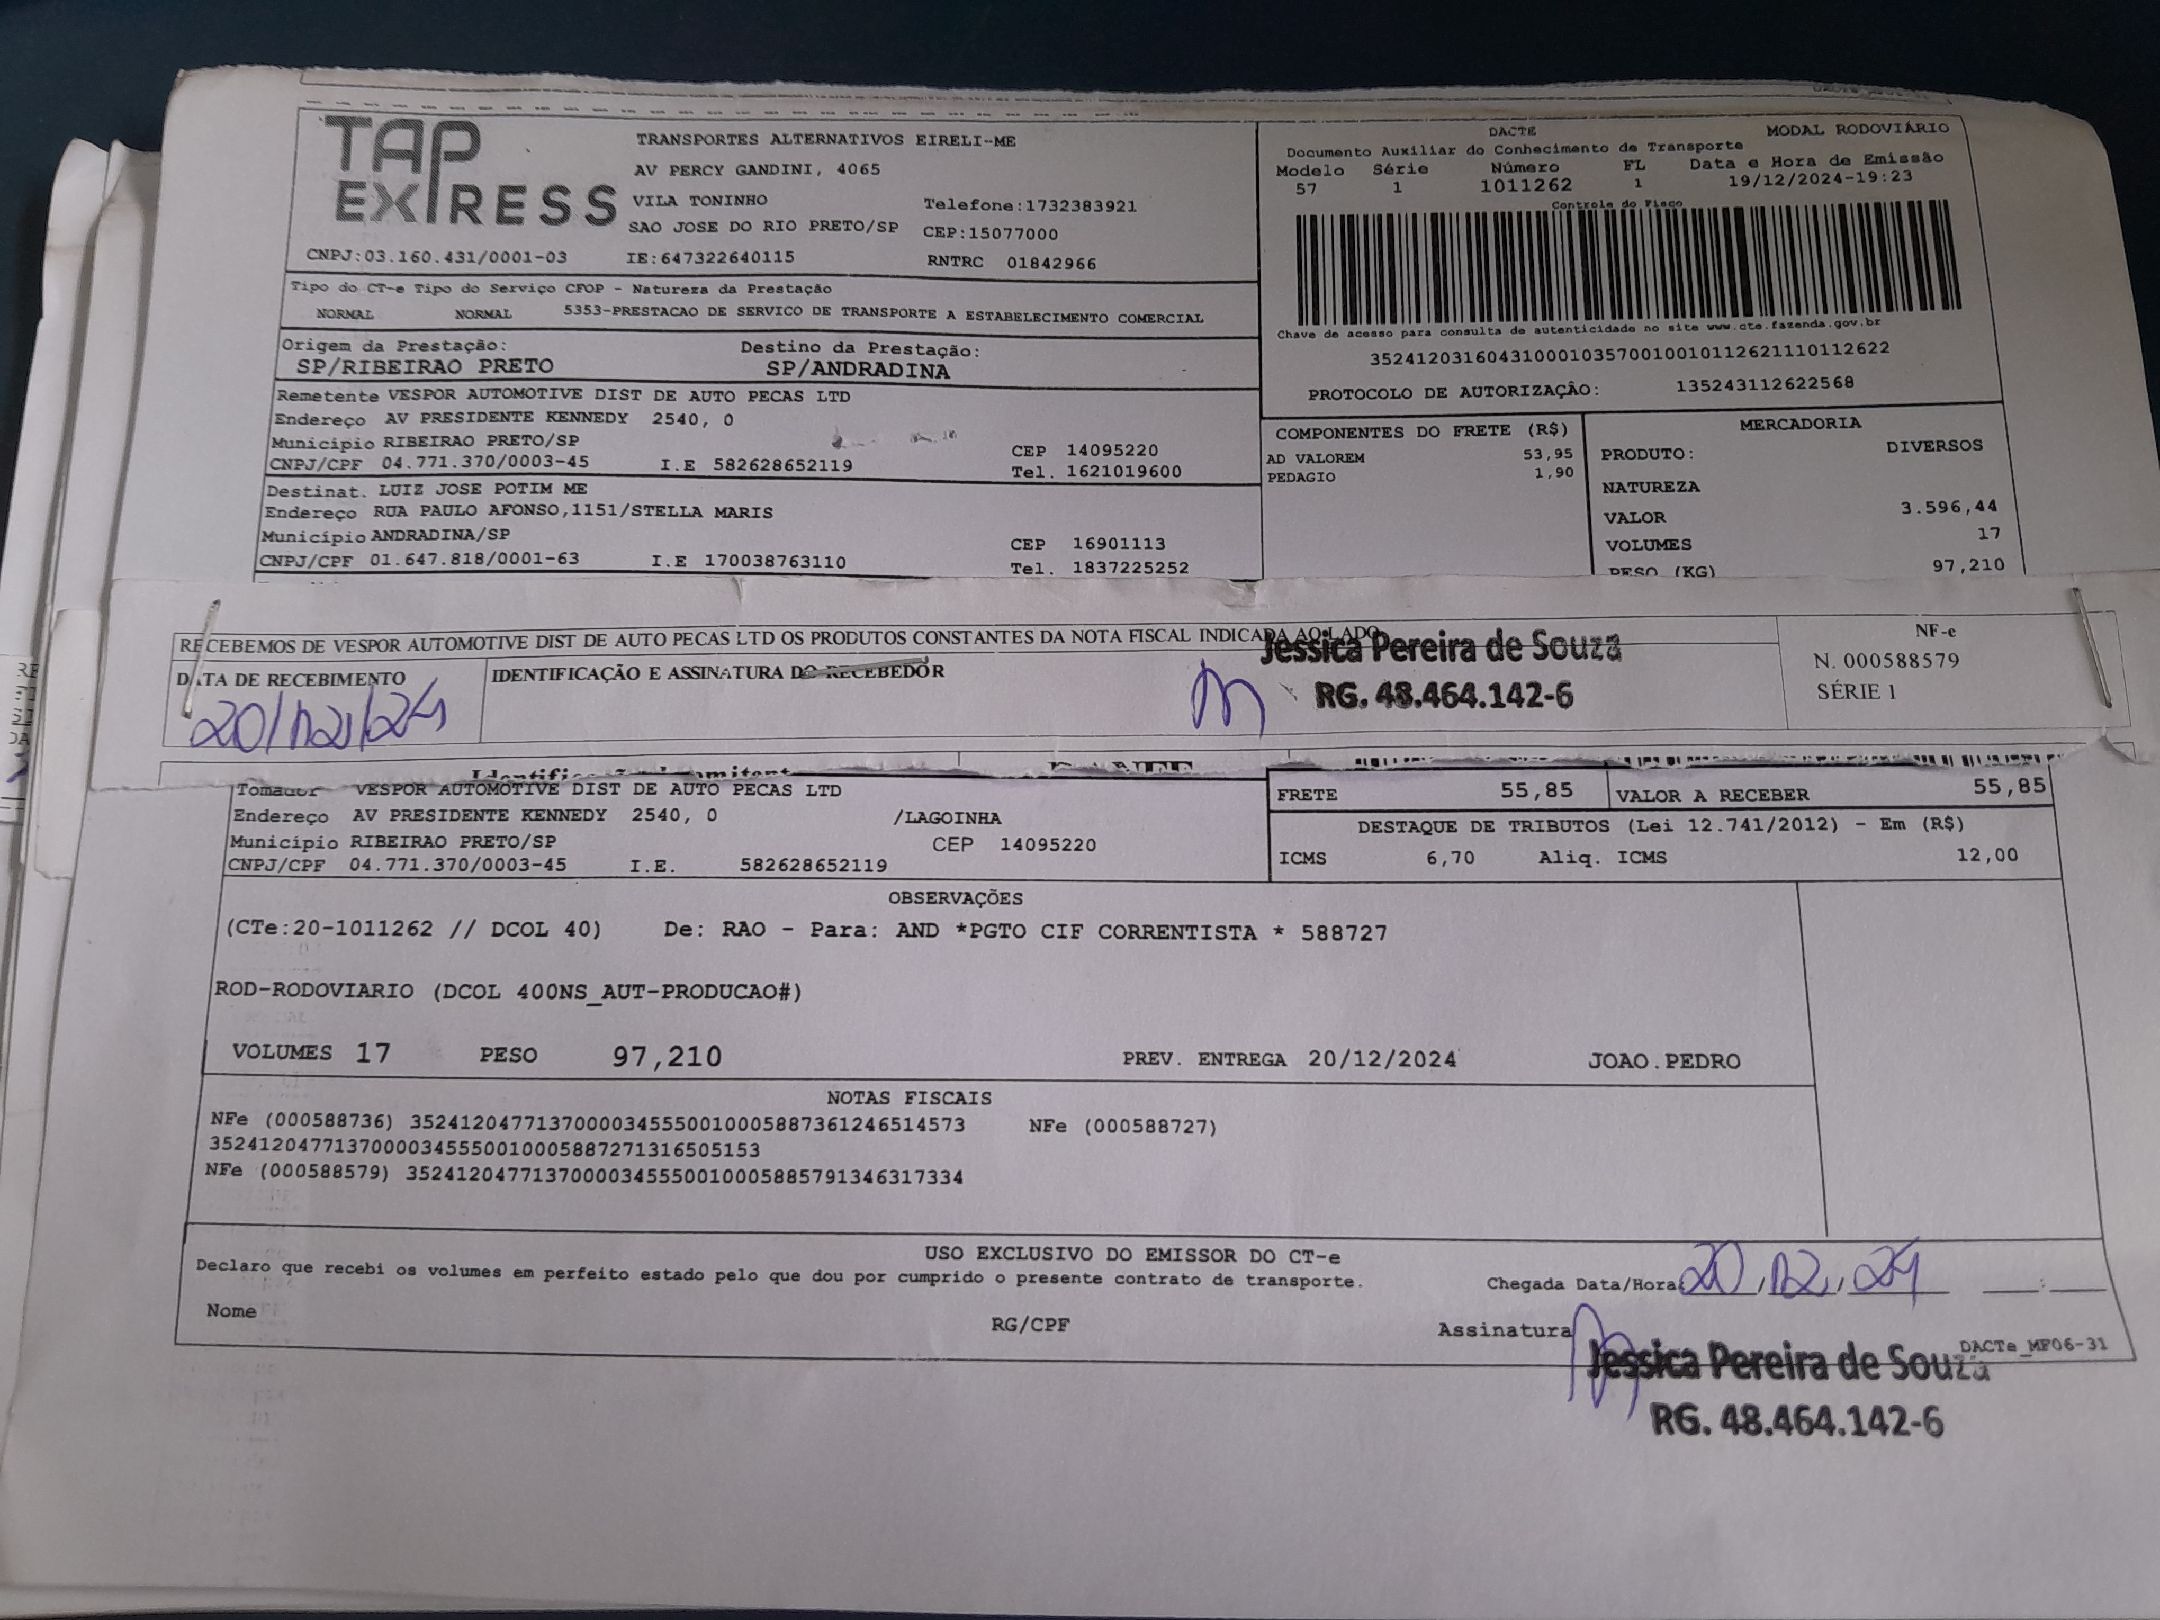 TAP EXPRESS
TRANSPORTES ALTERNATIVOS EIRELI-ME
AV PERCY GANDINI, 4065
VILA TONINHO Telefone:1732383921
SAO JOSE DO RIO PRETO/SP CEP:15077000
CNPJ:03.160.431/0001-03 IE:647322640115 RNTRC 01842966
DACTE MODAL RODOVIÁRIO
Documento Auxiliar do Conhecimento de Transporte
Modelo Série Número FL Data e Hora de Emissão
57 1 1011262 1 19/12/2024-19:23
Controle do Fisco
Chave de acesso para consulta de autenticidade no site www.cte.fazenda.gov.br
35241203160431000103570010010112621110112622
PROTOCOLO DE AUTORIZAÇÃO: 135243112622568
Tipo do CT-e Tipo do Serviço CFOP - Natureza da Prestação
NORMAL NORMAL 5353-PRESTACAO DE SERVICO DE TRANSPORTE A ESTABELECIMENTO COMERCIAL
Origem da Prestação: Destino da Prestação:
SP/RIBEIRAO PRETO SP/ANDRADINA
Remetente VESPOR AUTOMOTIVE DIST DE AUTO PECAS LTD
Endereço AV PRESIDENTE KENNEDY 2540, 0
Município RIBEIRAO PRETO/SP CEP 14095220
CNPJ/CPF 04.771.370/0003-45 I.E 582628652119 Tel. 1621019600
Destinat. LUIZ JOSE POTIM ME
Endereço RUA PAULO AFONSO,1151/STELLA MARIS
Município ANDRADINA/SP CEP 16901113
CNPJ/CPF 01.647.818/0001-63 I.E 170038763110 Tel. 1837225252
COMPONENTES DO FRETE (R$)
AD VALOREM 53,95
PEDAGIO 1,90
MERCADORIA
PRODUTO: DIVERSOS
NATUREZA
VALOR 3.596,44
VOLUMES 17
PESO (KG) 97,210
RECEBEMOS DE VESPOR AUTOMOTIVE DIST DE AUTO PECAS LTD OS PRODUTOS CONSTANTES DA NOTA FISCAL INDICADA AO LADO
NF-e
N. 000588579
SÉRIE 1
DATA DE RECEBIMENTO IDENTIFICAÇÃO E ASSINATURA DO RECEBEDOR
20/12/24
Jessica Pereira de Souza
RG. 48.464.142-6
Tomador VESPOR AUTOMOTIVE DIST DE AUTO PECAS LTD
Endereço AV PRESIDENTE KENNEDY 2540, 0 /LAGOINHA
Município RIBEIRAO PRETO/SP CEP 14095220
CNPJ/CPF 04.771.370/0003-45 I.E. 582628652119
FRETE 55,85 VALOR A RECEBER 55,85
DESTAQUE DE TRIBUTOS (Lei 12.741/2012) - Em (R$)
ICMS 6,70 Aliq. ICMS 12,00
OBSERVAÇÕES
(CTe:20-1011262 // DCOL 40) De: RAO - Para: AND *PGTO CIF CORRENTISTA * 588727
ROD-RODOVIARIO (DCOL 400NS_AUT-PRODUCAO#)
VOLUMES 17 PESO 97,210 PREV. ENTREGA 20/12/2024 JOAO.PEDRO
NOTAS FISCAIS
NFe (000588736) 35241204771370000345550010005887361246514573 NFe (000588727)
35241204771370000345550010005887271316505153
NFe (000588579) 35241204771370000345550010005885791346317334
USO EXCLUSIVO DO EMISSOR DO CT-e
Declaro que recebi os volumes em perfeito estado pelo que dou por cumprido o presente contrato de transporte.
Chegada Data/Hora 20/12/24
Nome RG/CPF Assinatura
DACTe_MF06-31
Jessica Pereira de Souza
RG. 48.464.142-6